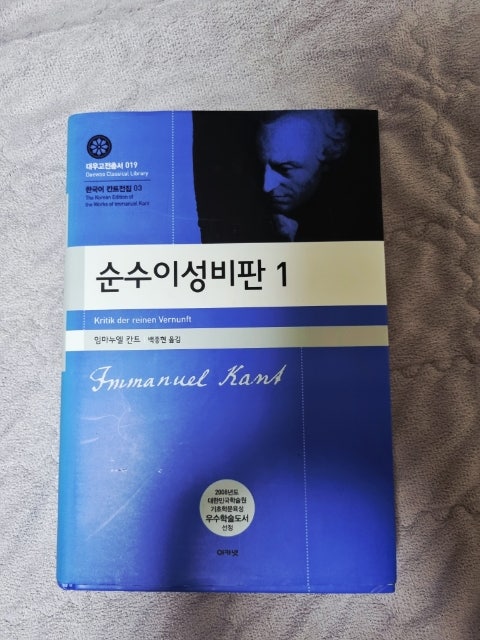 대우고전총서 019
Daewoo Classical Library
한국어 칸트전집 03
The Korean Edition of
the Works of Immanuel Kant
순수이성비판 1
Kritik der reinen Vernunft
임마누엘 칸트 백종현 옮김
Immanuel Kant
2008년도
대한민국학술원
기초학문육성
우수학술도서
선정
아카넷